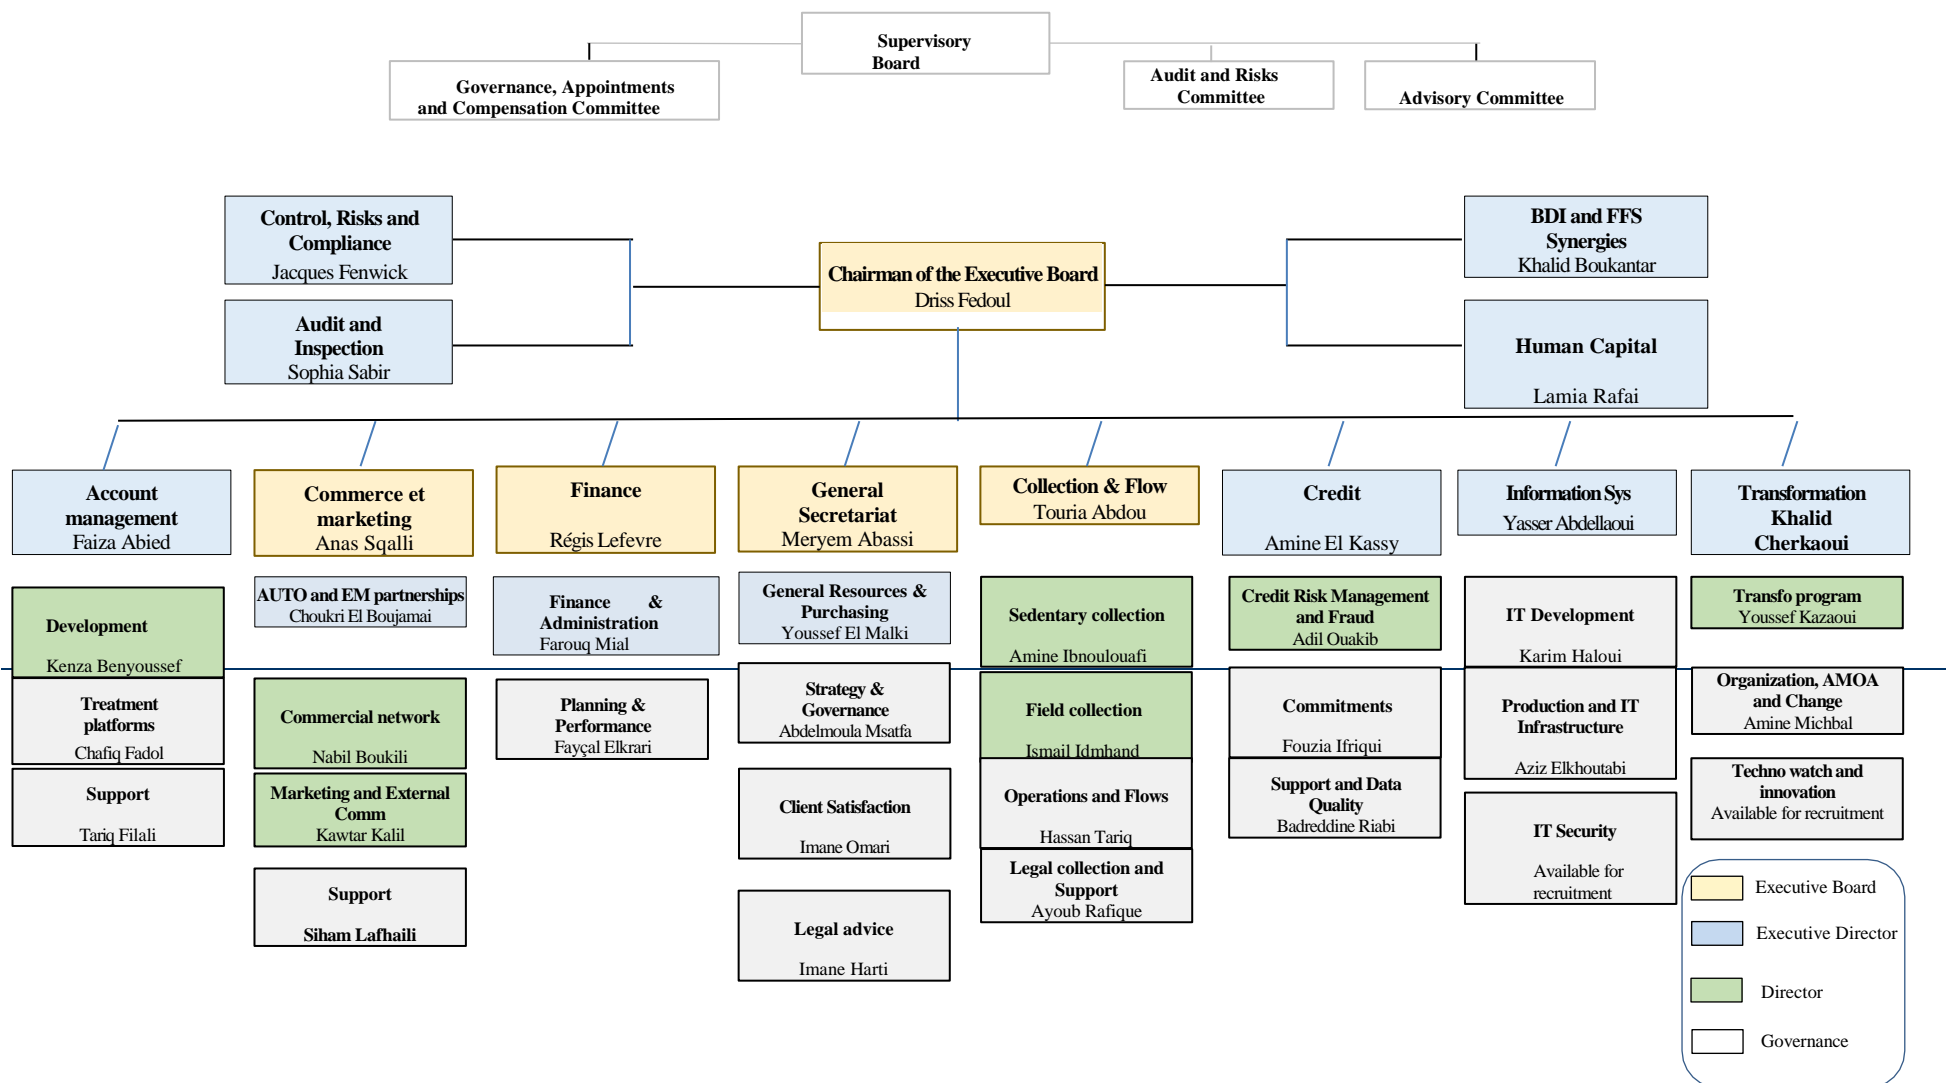 Supervisory
Board
Governance, Appointments
and Compensation Committee
Audit and Risks
Committee
Advisory Committee
Control, Risks and
Compliance
Jacques Fenwick
Audit and
Inspection
Sophia Sabir
Chairman of the Executive Board
Driss Fedoul
BDI and FFS
Synergies
Khalid Boukantar
Human Capital
Lamia Rafai
Account
management
Faiza Abied
Commerce et
marketing
Anas Sqalli
Finance
Régis Lefevre
General
Secretariat
Meryem Abassi
Collection & Flow
Touria Abdou
Credit
Amine El Kassy
Information Sys
Yasser Abdellaoui
Transformation
Khalid
Cherkaoui
Development
Kenza Benyoussef
Treatment
platforms
Chafiq Fadol
Support
Tariq Filali
AUTO and EM partnerships
Choukri El Boujamai
Commercial network
Nabil Boukili
Marketing and External
Comm
Kawtar Kalil
Support
Siham Lafhaili
Finance &
Administration
Farouq Mial
Planning &
Performance
Fayçal Elkrari
General Resources &
Purchasing
Youssef El Malki
Strategy &
Governance
Abdelmoula Msatfa
Client Satisfaction
Imane Omari
Legal advice
Imane Harti
Sedentary collection
Amine Ibnoulouafi
Field collection
Ismail Idmhand
Operations and Flows
Hassan Tariq
Legal collection and
Support
Ayoub Rafique
Credit Risk Management
and Fraud
Adil Ouakib
Commitments
Fouzia Ifriqui
Support and Data
Quality
Badreddine Riabi
IT Development
Karim Haloui
Production and IT
Infrastructure
Aziz Elkhoutabi
IT Security
Available for
recruitment
Transfo program
Youssef Kazaoui
Organization, AMOA
and Change
Amine Michbal
Techno watch and
innovation
Available for recruitment
Executive Board
Executive Director
Director
Governance